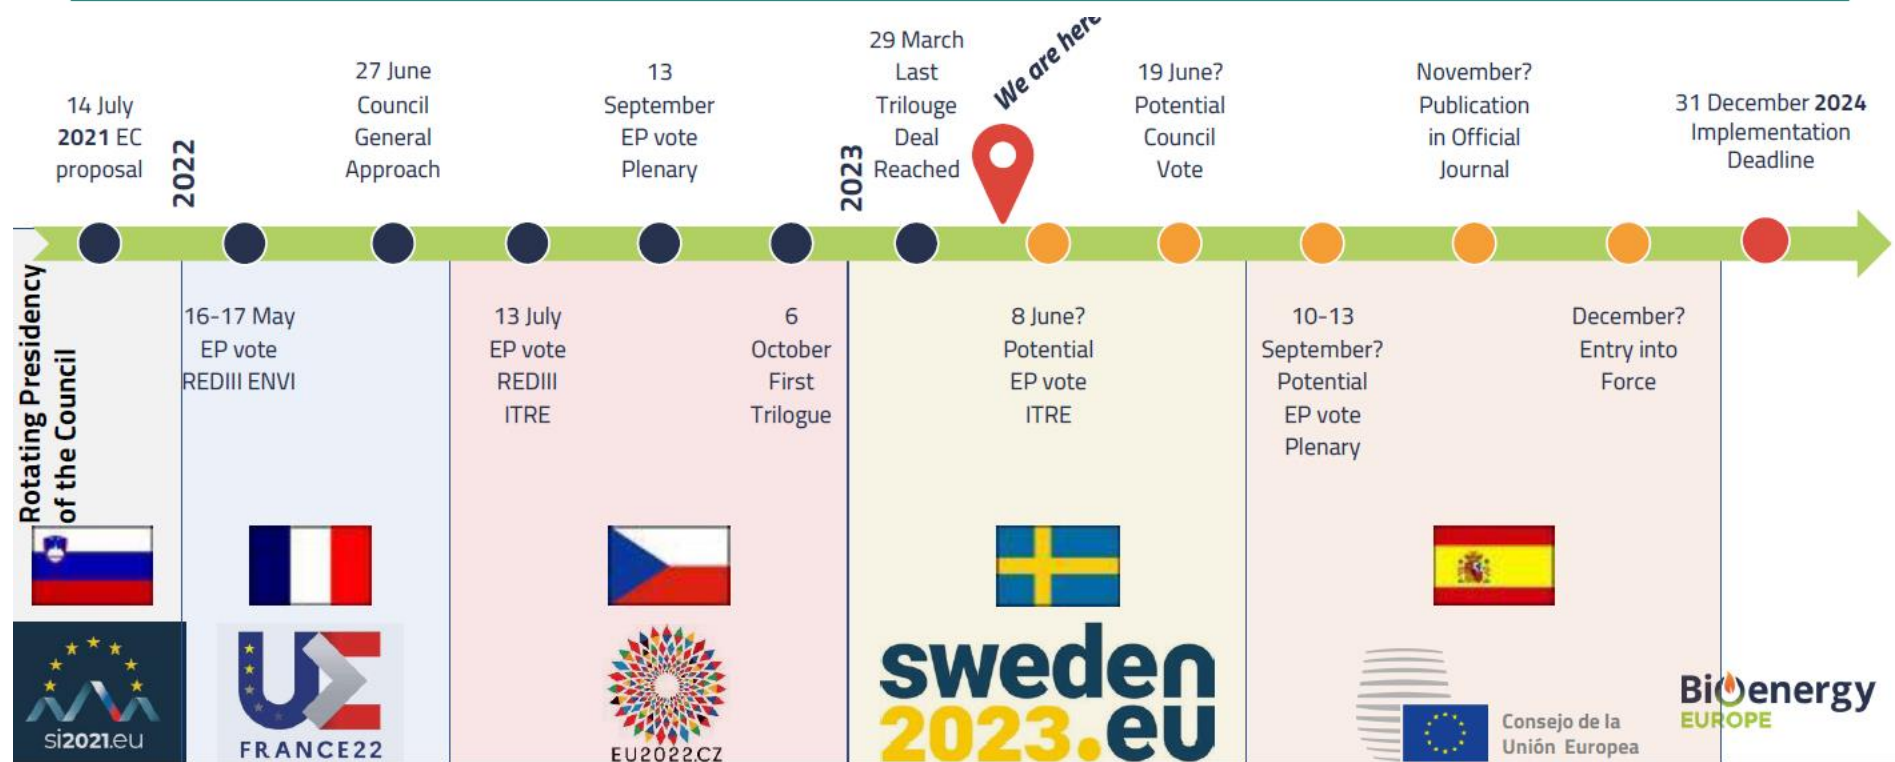 14 July
2021 EC
proposal
2022
27 June
Council
General
Approach
13
September
EP vote
Plenary
2023
29 March
Last
Trilouge
Deal
Reached
We are here
19 June?
Potential
Council
Vote
November?
Publication
in Official
Journal
31 December 2024
Implementation
Deadline
Rotating Presidency
of the Council
16-17 May
EP vote
REDIII ENVI
13 July
EP vote
REDIII
ITRE
6
October
First
Trilogue
8 June?
Potential
EP vote
ITRE
10-13
September?
Potential
EP vote
Plenary
December?
Entry into
Force
si2021.eu
UE
FRANCE22
EU2022.CZ
sweden
2023.eu
Consejo de la
Unión Europea
Bioenergy
EUROPE